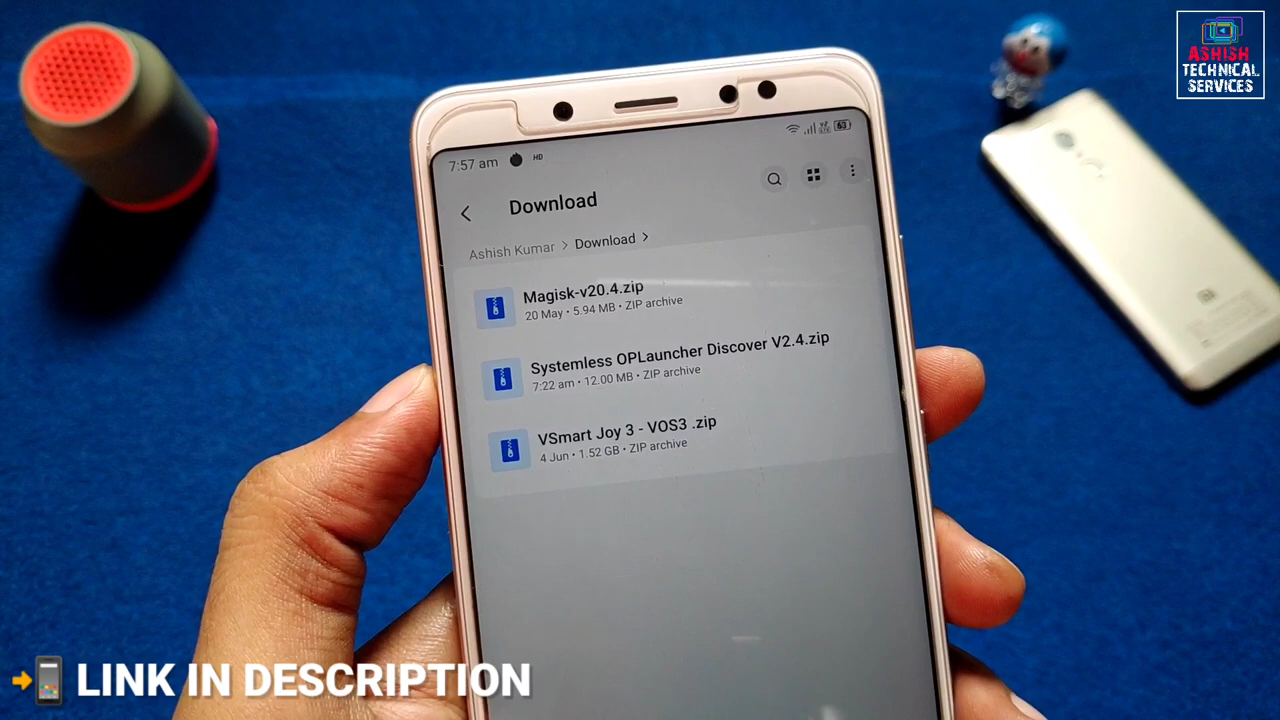 ASHISH
TECHNICAL
SERVICES
7:57 am HD
63
Download
Ashish Kumar > Download >
Magisk-v20.4.zip
20 May • 5.94 MB • ZIP archive
Systemless OPLauncher Discover V2.4.zip
7:22 am • 12.00 MB • ZIP archive
VSmart Joy 3 - VOS3 .zip
4 Jun • 1.52 GB • ZIP archive
LINK IN DESCRIPTION